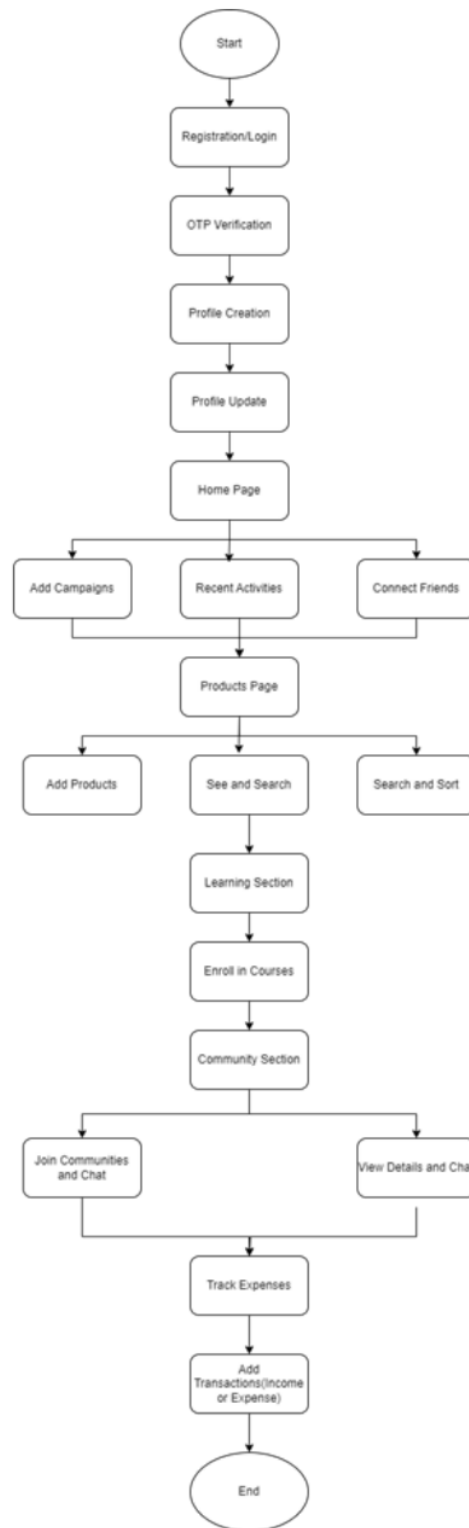 Start
Registration/Login
OTP Verification
Profile Creation
Profile Update
Home Page
Add Campaigns
Recent Activities
Connect Friends
Products Page
Add Products
See and Search
Search and Sort
Learning Section
Enroll in Courses
Community Section
Join Communities
and Chat
View Details and Cha
Track Expenses
Add
Transactions(Income
or Expense)
End